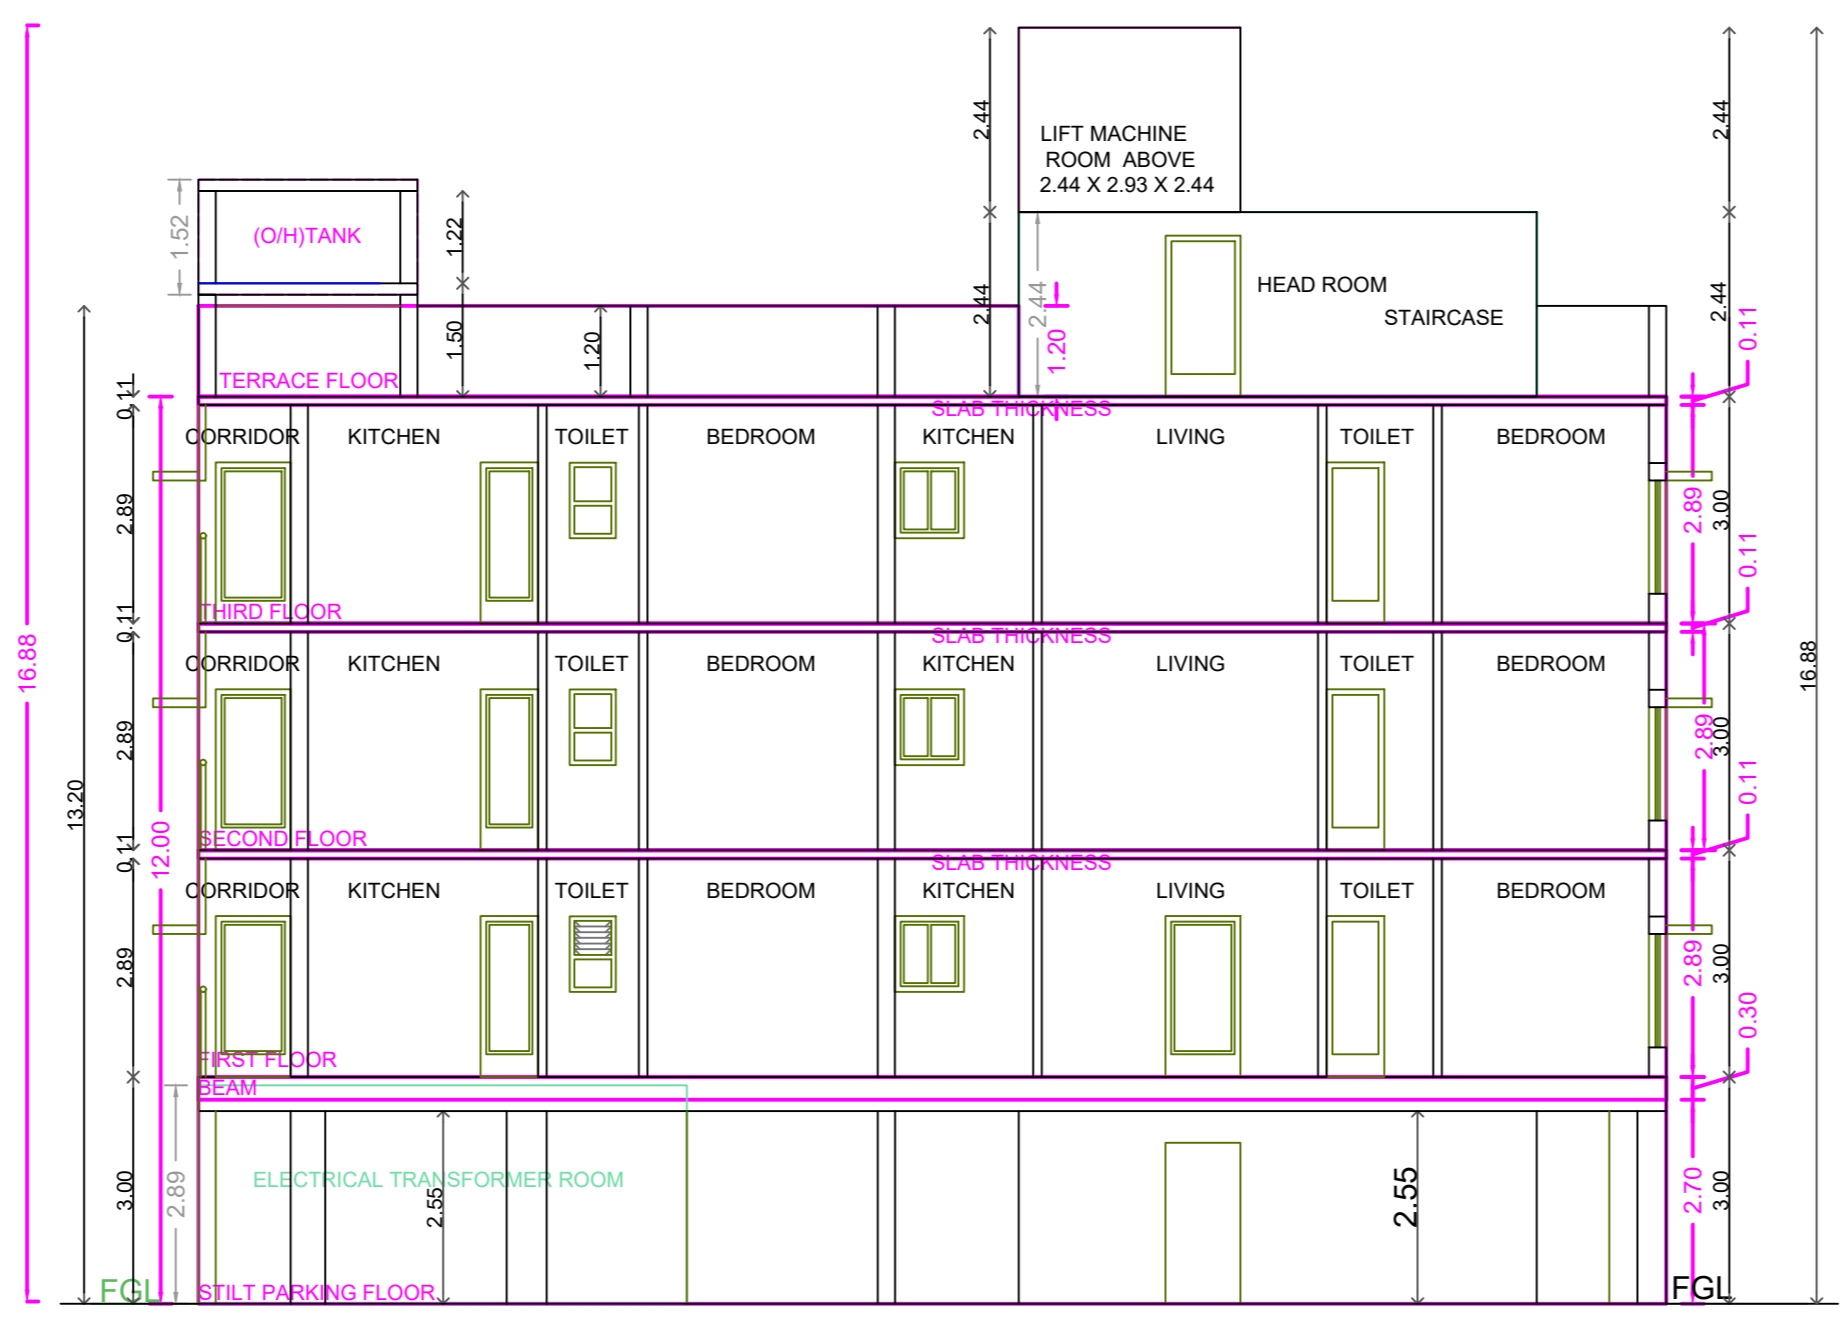 2.44
2.44
LIFT MACHINE
ROOM ABOVE
2.44 X 2.93 X 2.44
1.52
(O/H)TANK
1.22
2.44
2.44
2.44
HEAD ROOM
STAIRCASE
1.50
1.20
1.20
0.11
TERRACE FLOOR
0.11
SLAB THICKNESS
CORRIDOR KITCHEN TOILET BEDROOM KITCHEN LIVING TOILET BEDROOM
2.89
2.89
3.00
0.11
THIRD FLOOR
0.11
SLAB THICKNESS
16.88
16.88
CORRIDOR KITCHEN TOILET BEDROOM KITCHEN LIVING TOILET BEDROOM
2.89
2.89
3.00
13.20
12.00
0.11
SECOND FLOOR
0.11
SLAB THICKNESS
CORRIDOR KITCHEN TOILET BEDROOM KITCHEN LIVING TOILET BEDROOM
2.89
2.89
3.00
0.30
FIRST FLOOR
BEAM
ELECTRICAL TRANSFORMER ROOM
3.00
2.89
2.55
2.55
2.70
3.00
FGL
STILT PARKING FLOOR
FGL